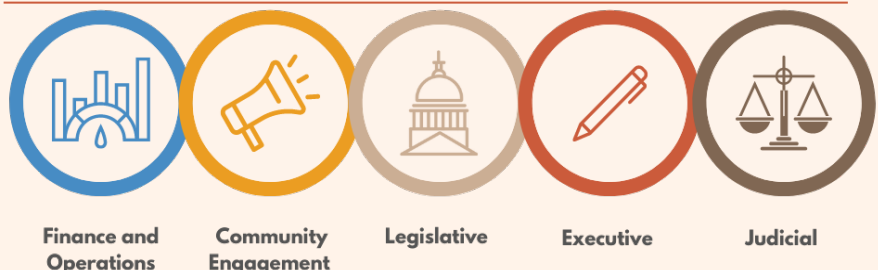 Finance and
Operations
Community
Engagement
Legislative
Executive
Judicial